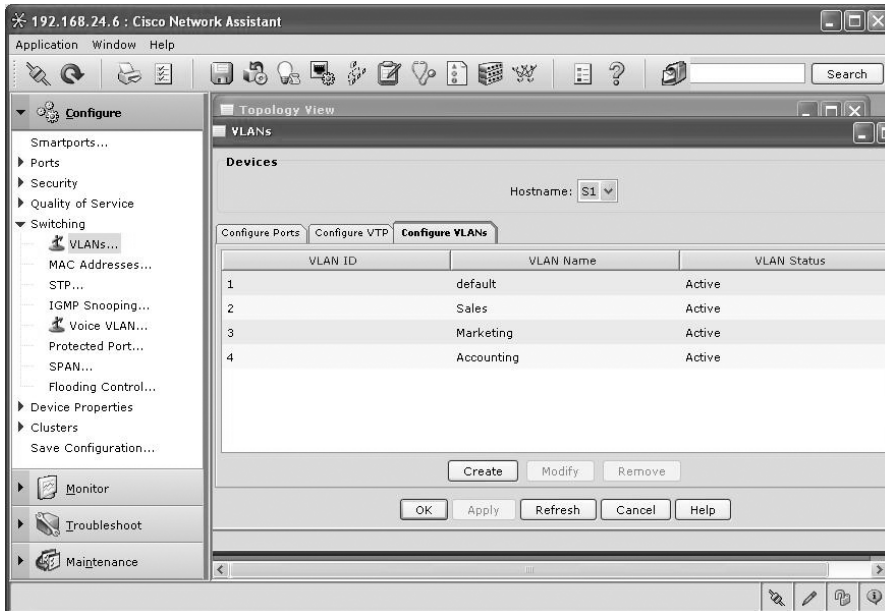 192.168.24.6 : Cisco Network Assistant
Application Window Help
Search
Configure
Smartports...
Ports
Security
Quality of Service
Switching
VLANs...
MAC Addresses...
STP...
IGMP Snooping...
Voice VLAN...
Protected Port...
SPAN...
Flooding Control...
Device Properties
Clusters
Save Configuration...
Monitor
Troubleshoot
Maintenance
Topology View
VLANs
Devices
Hostname: S1
Configure Ports Configure VTP Configure VLANs
VLAN ID VLAN Name VLAN Status
1 default Active
2 Sales Active
3 Marketing Active
4 Accounting Active
Create Modify Remove
OK Apply Refresh Cancel Help